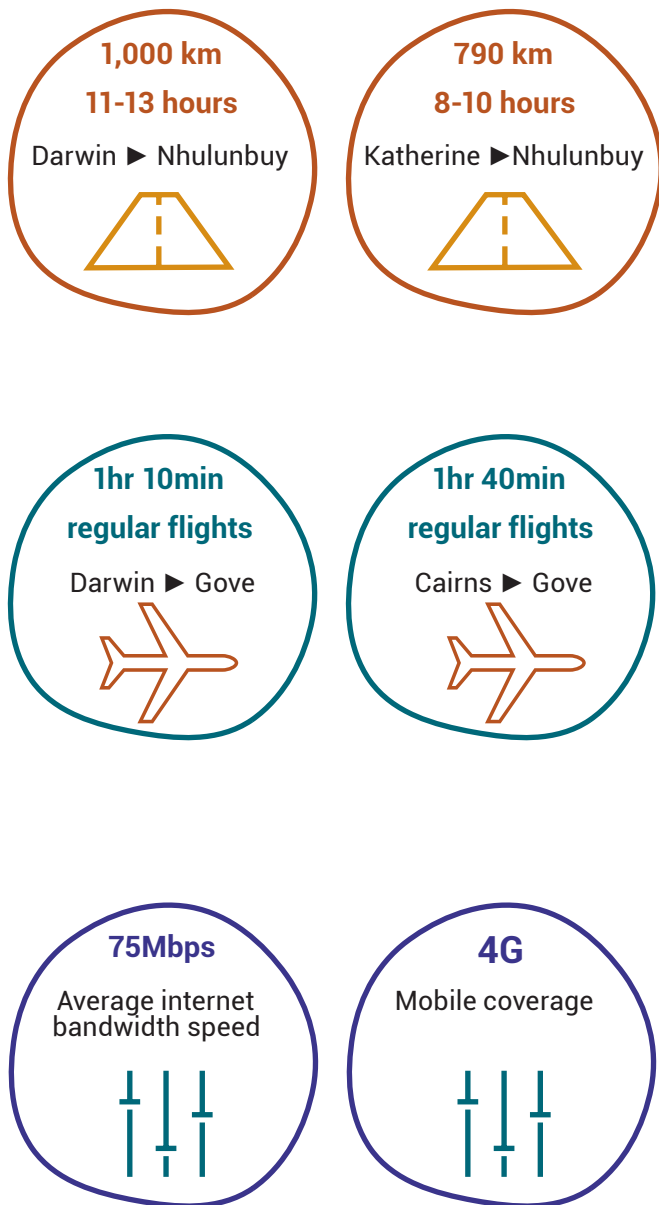 1,000 km
11-13 hours
Darwin ► Nhulunbuy
790 km
8-10 hours
Katherine ►Nhulunbuy
1hr 10min
regular flights
Darwin ► Gove
1hr 40min
regular flights
Cairns ► Gove
75Mbps
Average internet
bandwidth speed
4G
Mobile coverage